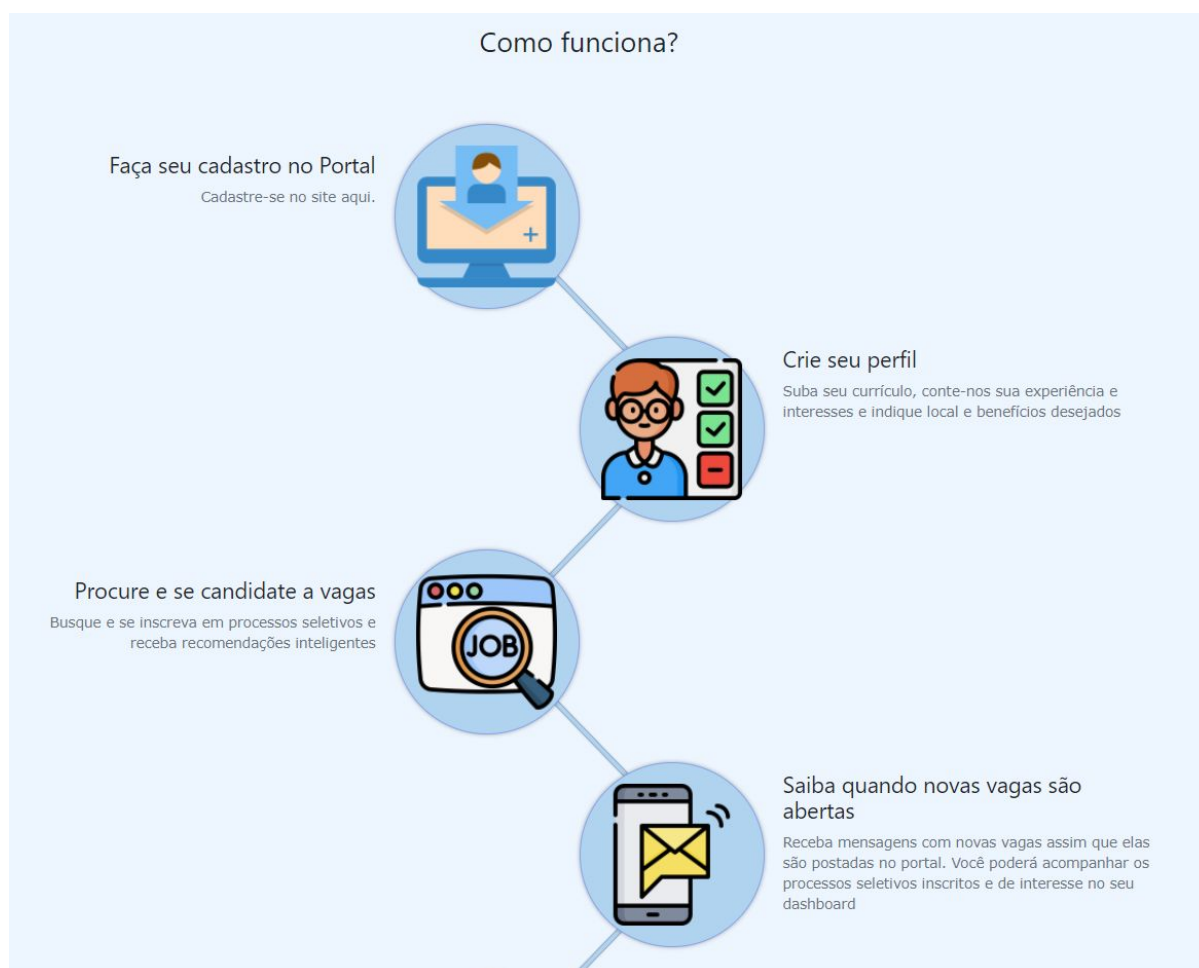 Como funciona?
Faça seu cadastro no Portal
Cadastre-se no site aqui.
Crie seu perfil
Suba seu currículo, conte-nos sua experiência e
interesses e indique local e benefícios desejados
Procure e se candidate a vagas
Busque e se inscreva em processos seletivos e
receba recomendações inteligentes
JOB
Saiba quando novas vagas são
abertas
Receba mensagens com novas vagas assim que elas
são postadas no portal. Você poderá acompanhar os
processos seletivos inscritos e de interesse no seu
dashboard